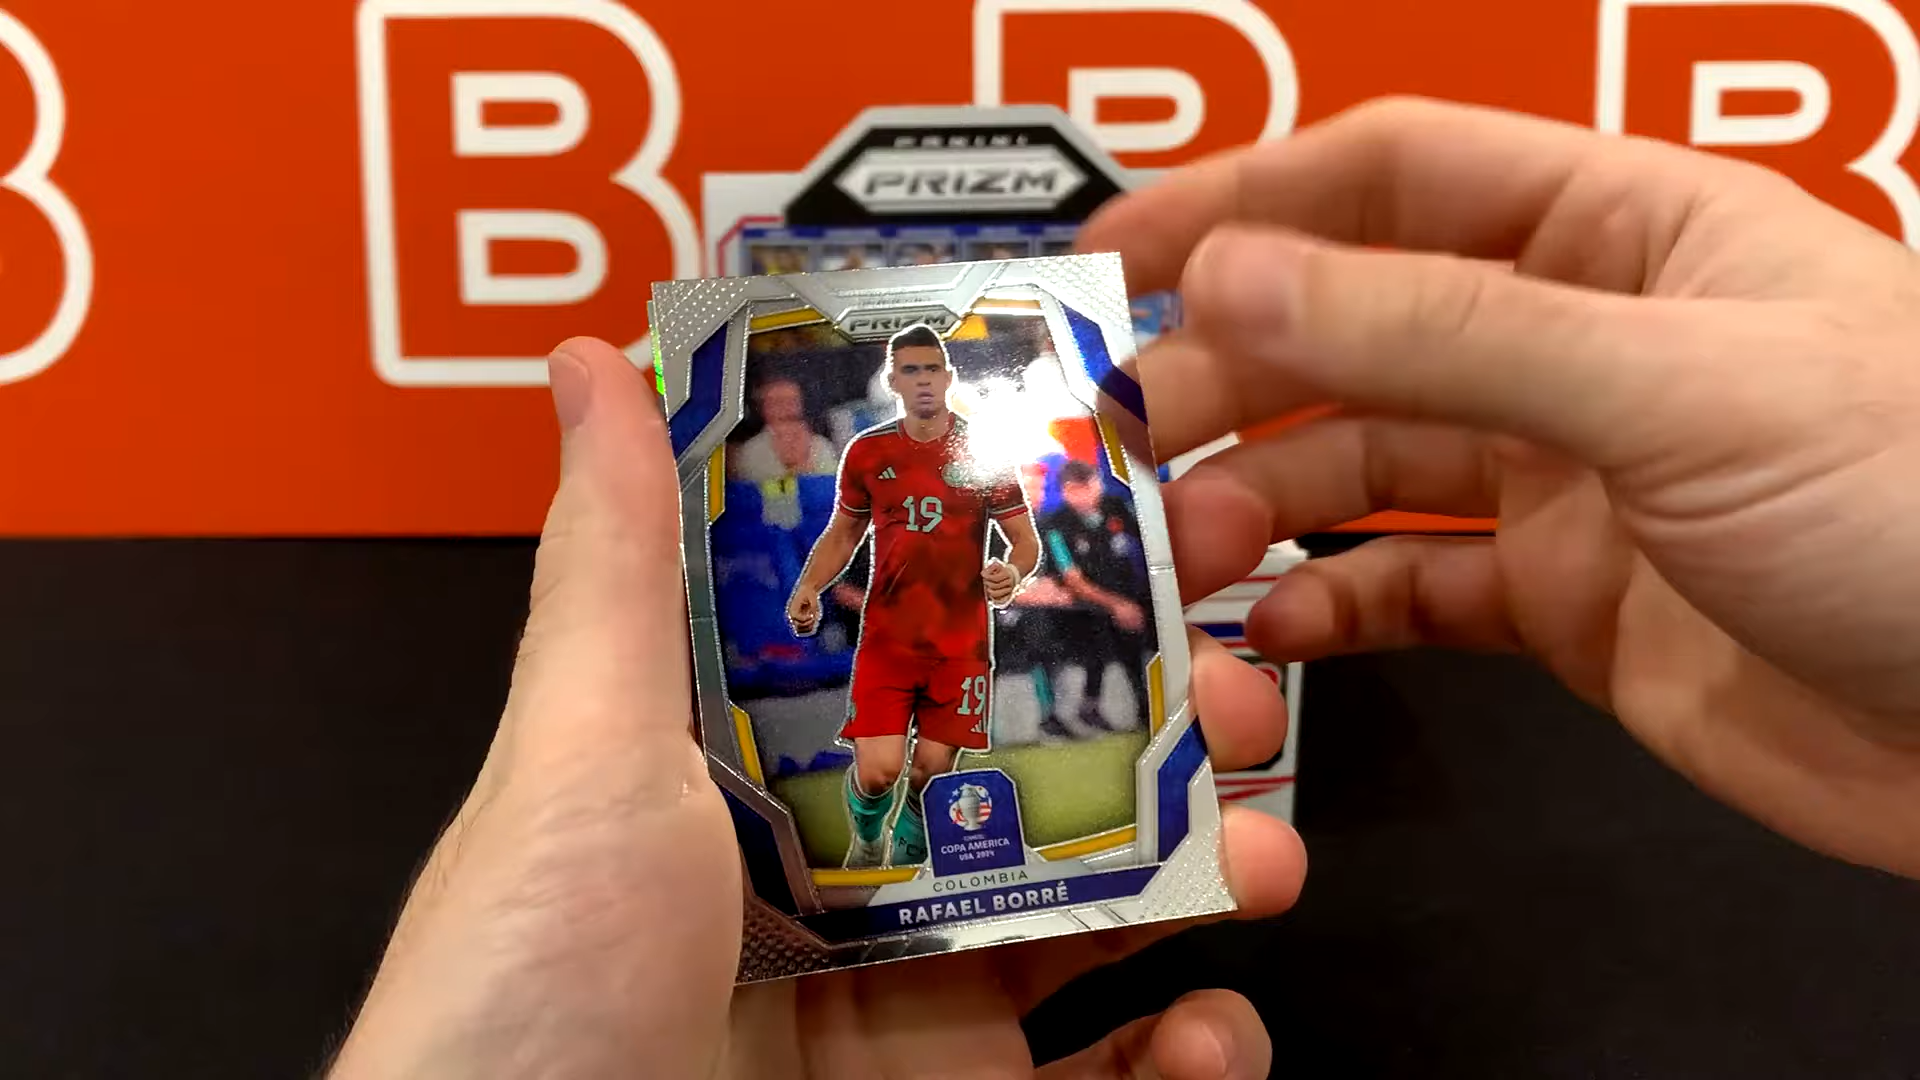 B B B
PANINI
PRIZM
PRIZM
19
19
COPA AMERICA
USA 2024
COLOMBIA
RAFAEL BORRÉ